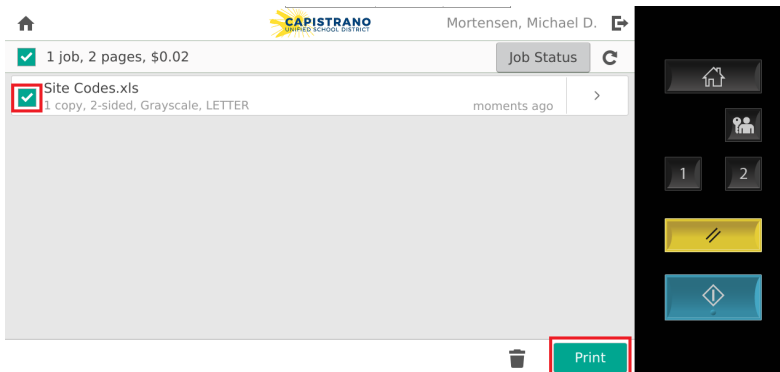 CAPISTRANO
UNIFIED SCHOOL DISTRICT
Mortensen, Michael D.
1 job, 2 pages, $0.02
Job Status
Site Codes.xls
1 copy, 2-sided, Grayscale, LETTER
moments ago
1 2
Print